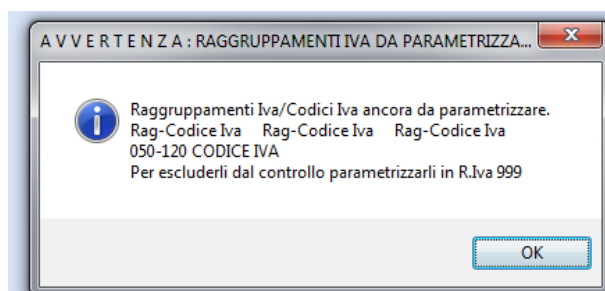 A V V E R T E N Z A : RAGGRUPPAMENTI IVA DA PARAMETRIZZA...
Raggruppamenti Iva/Codici Iva ancora da parametrizzare.
Rag-Codice Iva Rag-Codice Iva Rag-Codice Iva
050-120 CODICE IVA
Per escluderli dal controllo parametrizzarli in R.Iva 999
OK